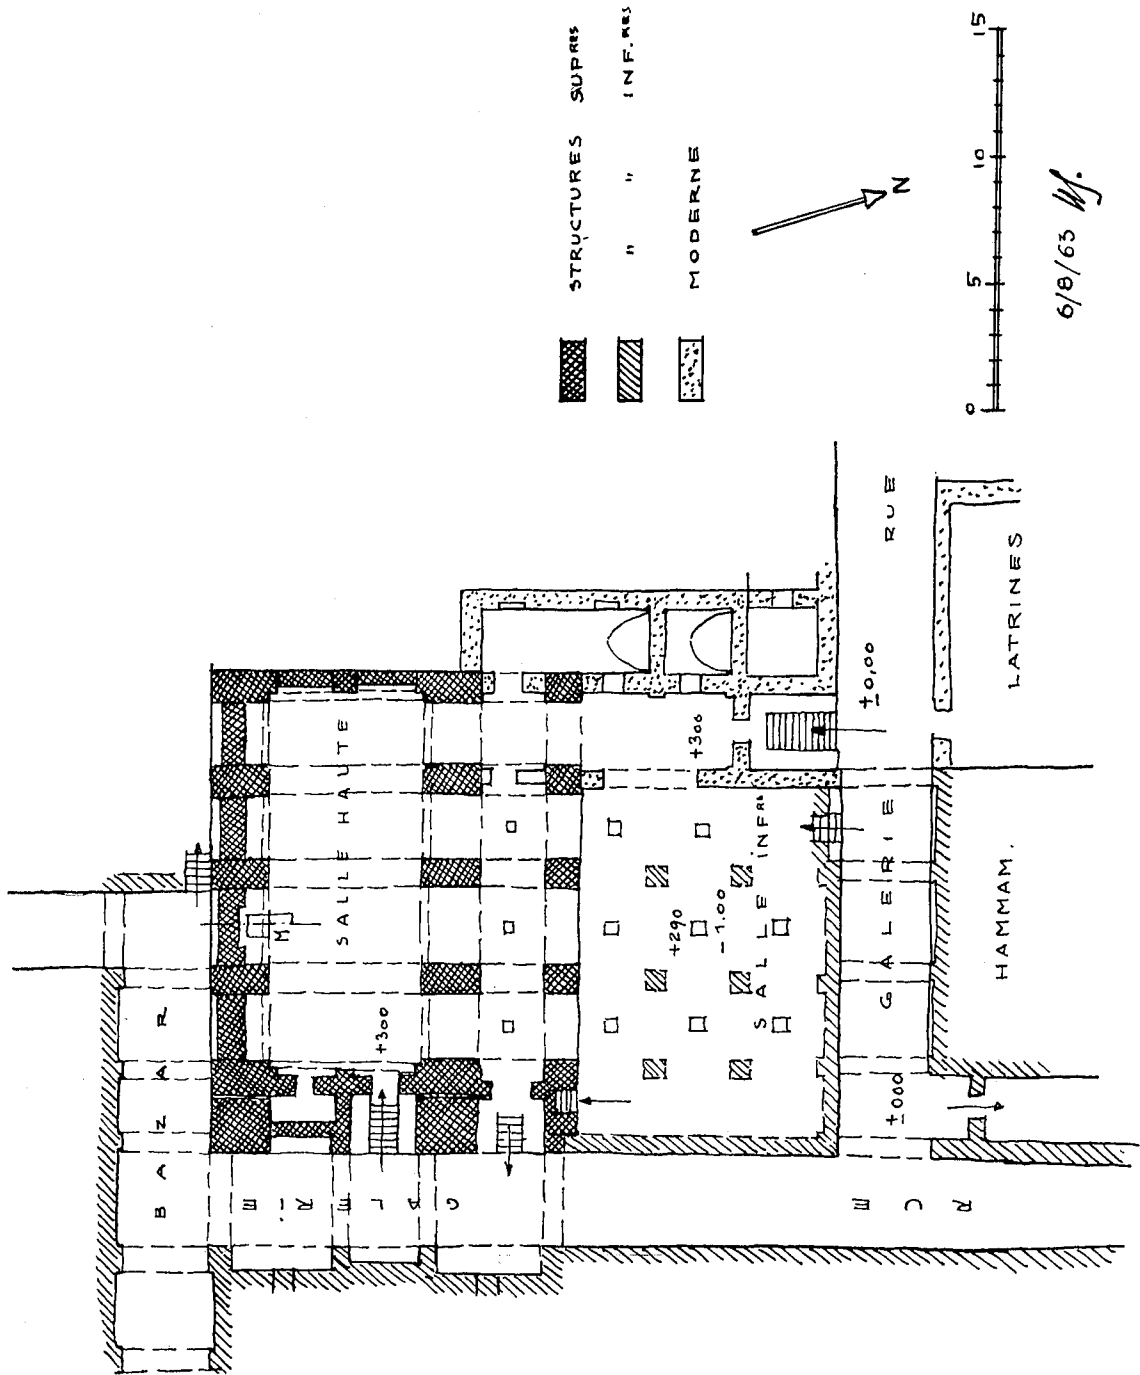 STRUCTURES SUPRES
" " INF.RES
MODERNE
N
0 5 10 15
6/8/63
RUE
LATRINES
±0,00
+300
SALLE HAUTE
M
+300
SALLE INFRE
+290
-1.00
GALERIE
HAMMAM.
±000
BAZAR
GALERIE
RUE